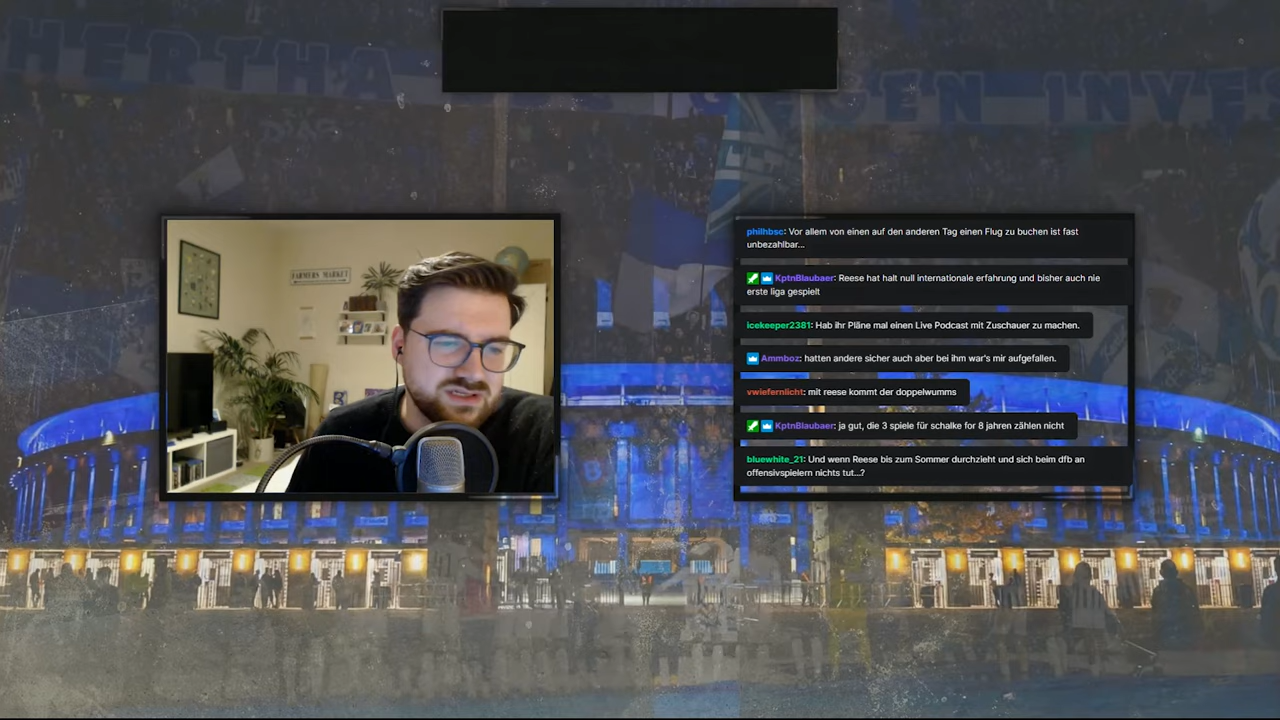 HERTHA
GEGEN INVES
FARMERS MARKET
philhbsc: Vor allem von einen auf den anderen Tag einen Flug zu buchen ist fast
unbezahlbar...
KptnBlaubaer: Reese hat halt null internationale erfahrung und bisher auch nie
erste liga gespielt
icekeeper2381: Hab ihr Pläne mal einen Live Podcast mit Zuschauer zu machen.
Ammboz: hatten andere sicher auch aber bei ihm war's mir aufgefallen.
vwiefernlicht: mit reese kommt der doppelwumms
KptnBlaubaer: ja gut, die 3 spiele für schalke for 8 jahren zählen nicht
bluewhite_21: Und wenn Reese bis zum Sommer durchzieht und sich beim dfb an
offensivspielern nichts tut...?